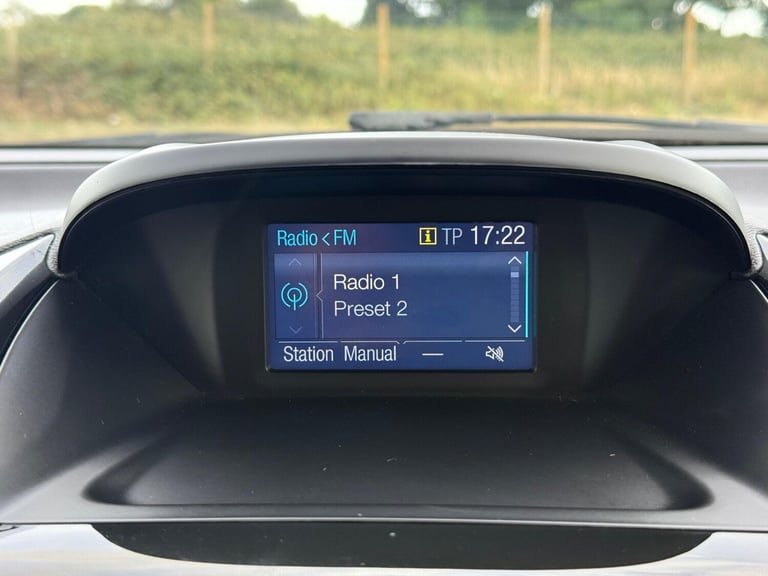 Radio < FM i TP 17:22
Radio 1
Preset 2
Station Manual —